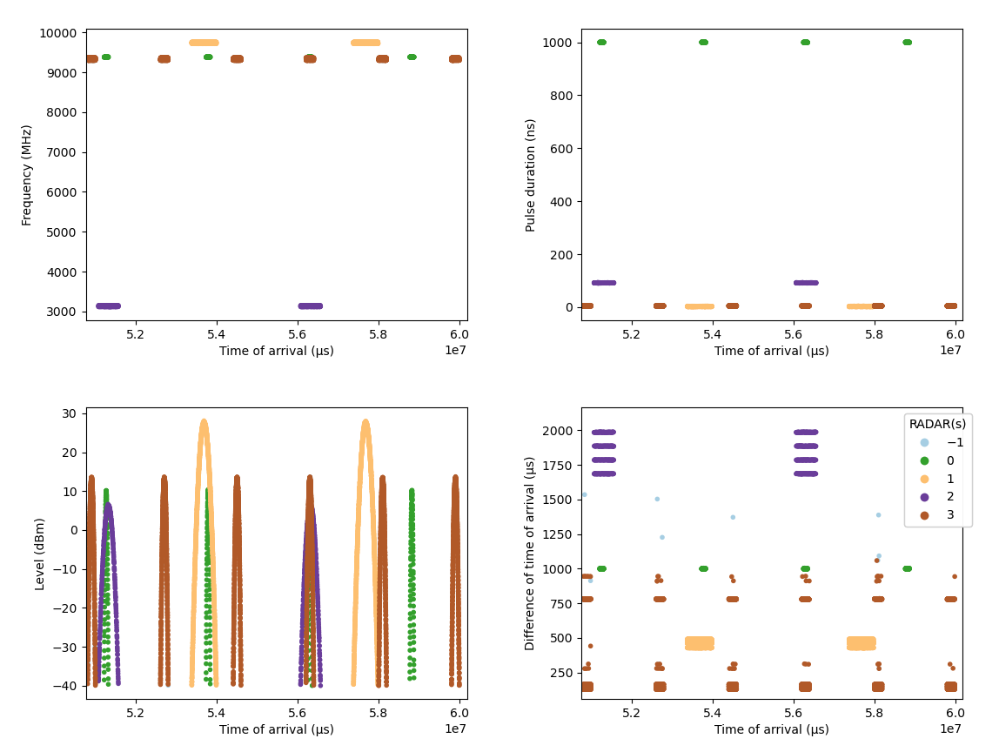 10000
9000
8000
7000
6000
5000
4000
3000
Frequency (MHz)
5.2 5.4 5.6 5.8 6.0
Time of arrival (µs)
1e7
1000
800
600
400
200
0
Pulse duration (ns)
5.2 5.4 5.6 5.8 6.0
Time of arrival (µs)
1e7
30
20
10
0
−10
−20
−30
−40
Level (dBm)
5.2 5.4 5.6 5.8 6.0
Time of arrival (µs)
1e7
2000
1750
1500
1250
1000
750
500
250
Difference of time of arrival (µs)
5.2 5.4 5.6 5.8 6.0
Time of arrival (µs)
1e7
RADAR(s)
−1
0
1
2
3